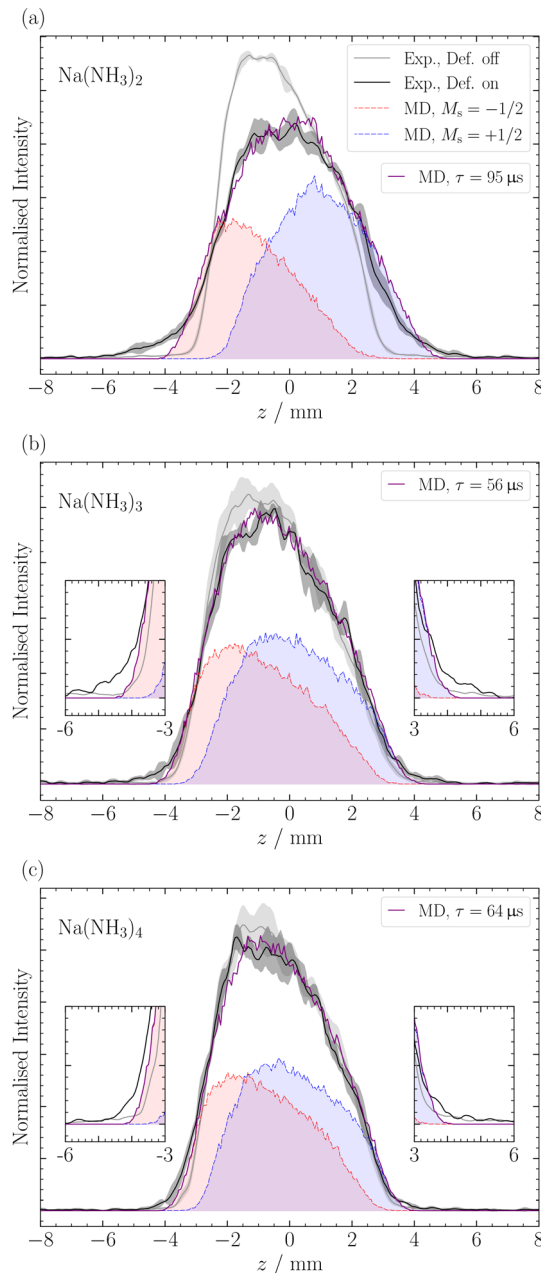 (a)
Na(NH₃)₂
Exp., Def. off
Exp., Def. on
MD, Mₛ = −1/2
MD, Mₛ = +1/2
MD, τ = 95 µs
Normalised Intensity
−8 −6 −4 −2 0 2 4 6 8
z / mm
(b)
Na(NH₃)₃
MD, τ = 56 µs
Normalised Intensity
-6 -3
3 6
−8 −6 −4 −2 0 2 4 6 8
z / mm
(c)
Na(NH₃)₄
MD, τ = 64 µs
Normalised Intensity
-6 -3
3 6
−8 −6 −4 −2 0 2 4 6 8
z / mm